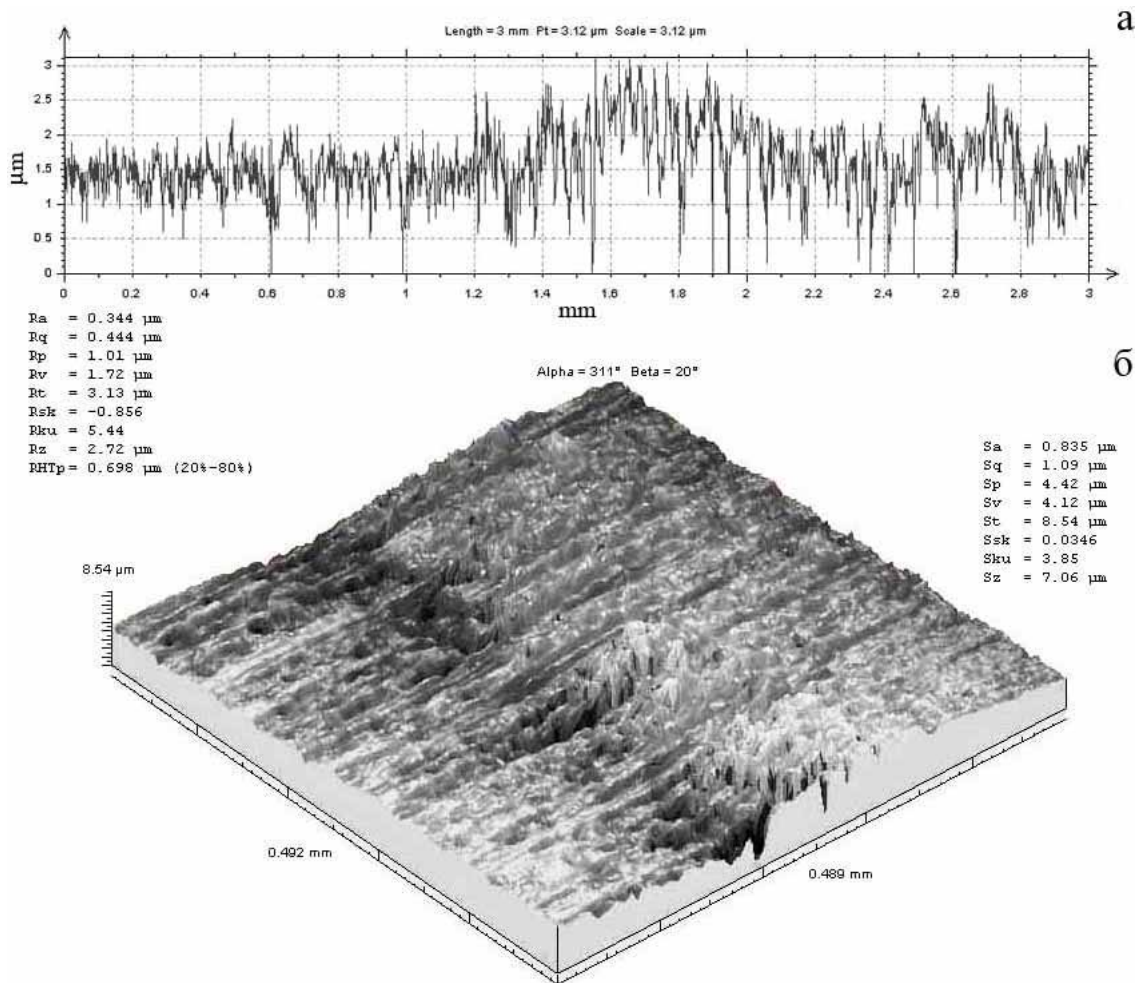 а
Length = 3 mm Pt = 3.12 µm Scale = 3.12 µm
3
2.5
2
1.5
1
0.5
0
µm
0 0.2 0.4 0.6 0.8 1 1.2 1.4 1.6 1.8 2 2.2 2.4 2.6 2.8 3
mm
Ra = 0.344 µm
Rq = 0.444 µm
Rp = 1.01 µm
Rv = 1.72 µm
Rt = 3.13 µm
Rsk = -0.856
Rku = 5.44
Rz = 2.72 µm
RHTp= 0.698 µm (20%-80%)
б
Alpha = 311° Beta = 20°
Sa = 0.835 µm
Sq = 1.09 µm
Sp = 4.42 µm
Sv = 4.12 µm
St = 8.54 µm
Ssk = 0.0346
Sku = 3.85
Sz = 7.06 µm
8.54 µm
0.492 mm
0.489 mm